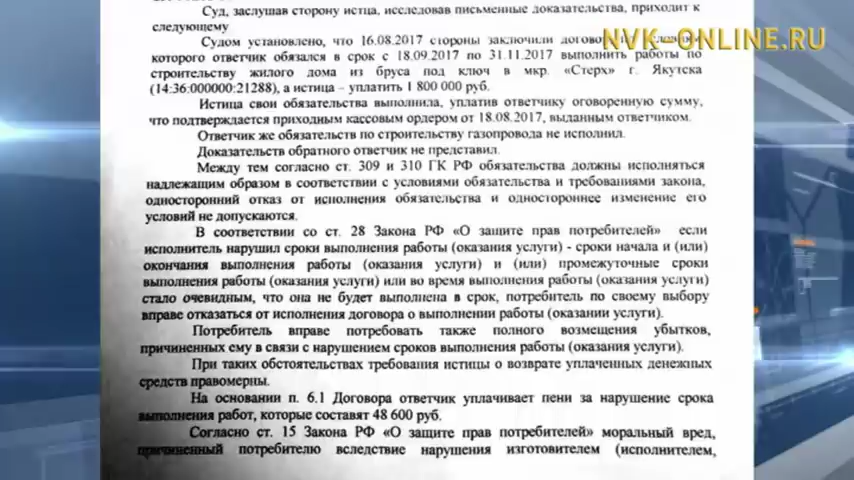 Суд, заслушав сторону истца, исследовав письменные доказательства, приходит к
следующему
NVK-ONLINE.RU
Судом установлено, что 16.08.2017 стороны заключили
которого ответчик обязался в срок с 18.09.2017 по 31.11.2017 выполнить работы по
строительству жилого дома из бруса под ключ в мкр. «Стерх» г. Якутска
(14:36:000000:21288), а истица – уплатить 1 800 000 руб.
Истица свои обязательства выполнила, уплатив ответчику оговоренную сумму,
что подтверждается приходным кассовым ордером от 18.08.2017, выданным ответчиком.
Ответчик же обязательств по строительству газопровода не исполнил.
Доказательств обратного ответчик не представил.
Между тем согласно ст. 309 и 310 ГК РФ обязательства должны исполняться
надлежащим образом в соответствии с условиями обязательства и требованиями закона,
односторонний отказ от исполнения обязательства и одностороннее изменение его
условий не допускаются.
В соответствии со ст. 28 Закона РФ «О защите прав потребителей» если
исполнитель нарушил сроки выполнения работы (оказания услуги) - сроки начала и (или)
окончания выполнения работы (оказания услуги) и (или) промежуточные сроки
выполнения работы (оказания услуги) или во время выполнения работы (оказания услуги)
стало очевидным, что она не будет выполнена в срок, потребитель по своему выбору
вправе отказаться от исполнения договора о выполнении работы (оказании услуги).
Потребитель вправе потребовать также полного возмещения убытков,
причиненных ему в связи с нарушением сроков выполнения работы (оказания услуги).
При таких обстоятельствах требования истицы о возврате уплаченных денежных
средств правомерны.
На основании п. 6.1 Договора ответчик уплачивает пени за нарушение срока
выполнения работ, которые составят 48 600 руб.
Согласно ст. 15 Закона РФ «О защите прав потребителей» моральный вред,
причиненный потребителю вследствие нарушения изготовителем (исполнителем,